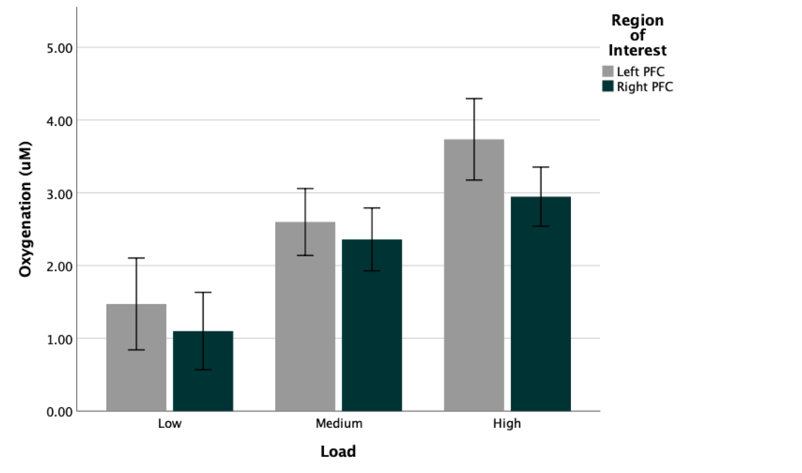 Region
of
Interest
Left PFC
Right PFC
Oxygenation (uM)
5.00
4.00
3.00
2.00
1.00
0.00
Low Medium High
Load